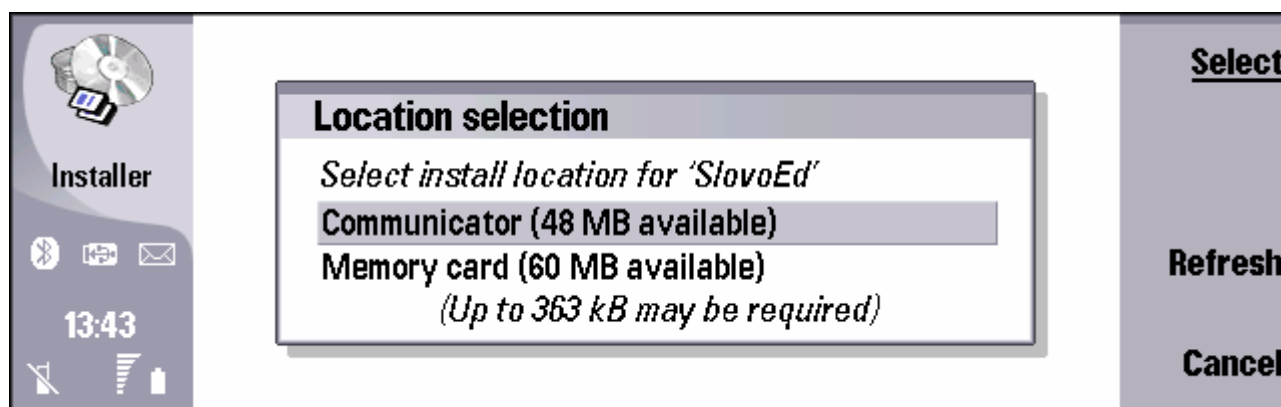 Installer
13:43
Location selection
Select install location for 'SlovoEd'
Communicator (48 MB available)
Memory card (60 MB available)
(Up to 363 kB may be required)
Select
Refresh
Cancel